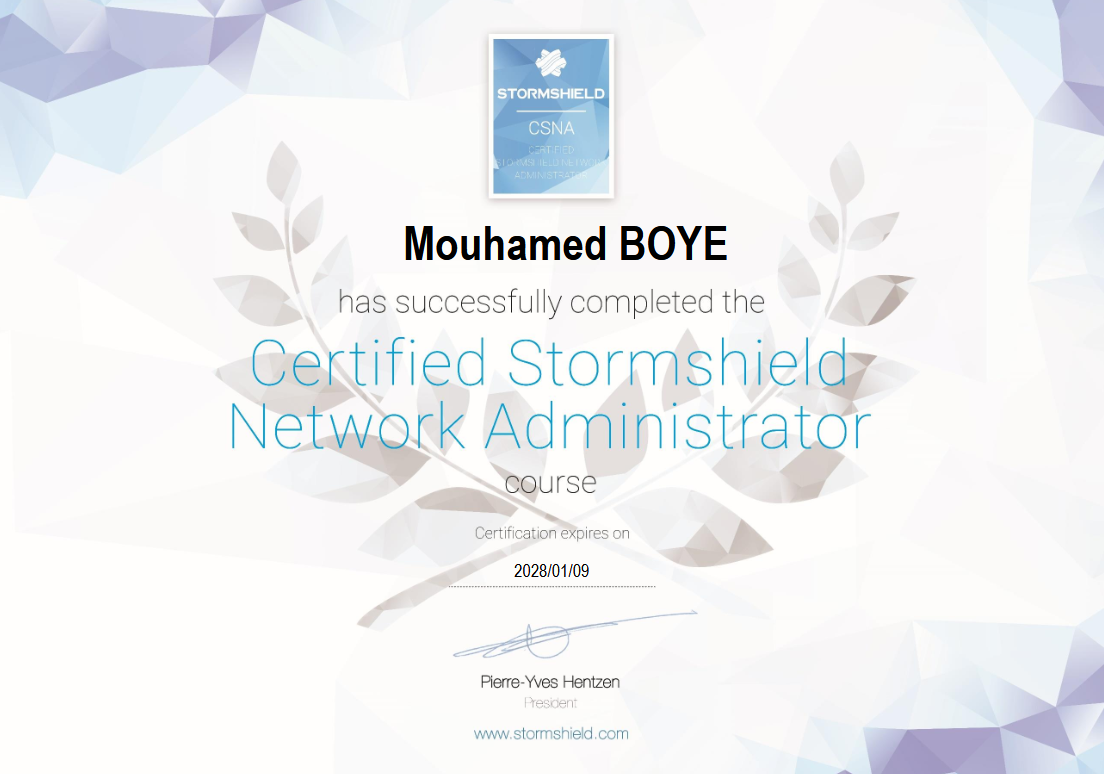 STORMSHIELD
CSNA
CERTIFIED
STORMSHIELD NETWORK
ADMINISTRATOR
Mouhamed BOYE
has successfully completed the
Certified Stormshield
Network Administrator
course
Certification expires on
2028/01/09
Pierre-Yves Hentzen
President
www.stormshield.com